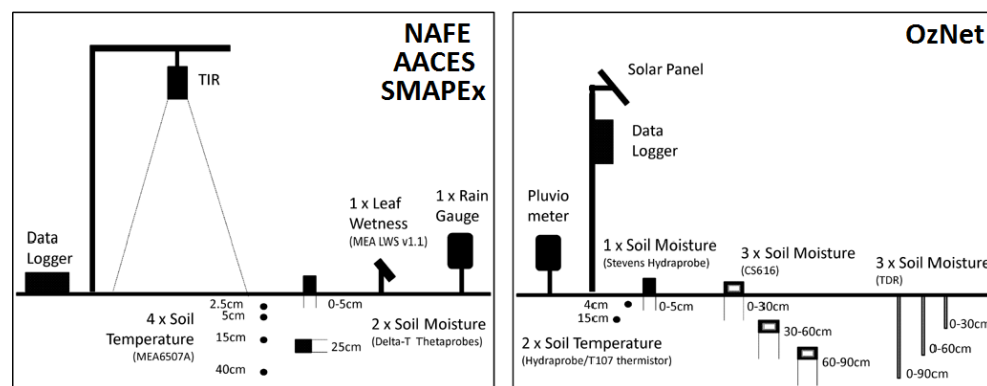 NAFE
AACES
SMAPEx
TIR
1 x Leaf
Wetness
(MEA LWS v1.1)
1 x Rain
Gauge
Data
Logger
2.5cm
5cm
15cm
40cm
4 x Soil
Temperature
(MEA6507A)
0-5cm
25cm
2 x Soil Moisture
(Delta-T Thetaprobes)
OzNet
Solar Panel
Data
Logger
Pluvio
meter
1 x Soil Moisture
(Stevens Hydraprobe)
3 x Soil Moisture
(CS616)
3 x Soil Moisture
(TDR)
4cm
15cm
0-5cm
0-30cm
30-60cm
60-90cm
0-30cm
0-60cm
0-90cm
2 x Soil Temperature
(Hydraprobe/T107 thermistor)